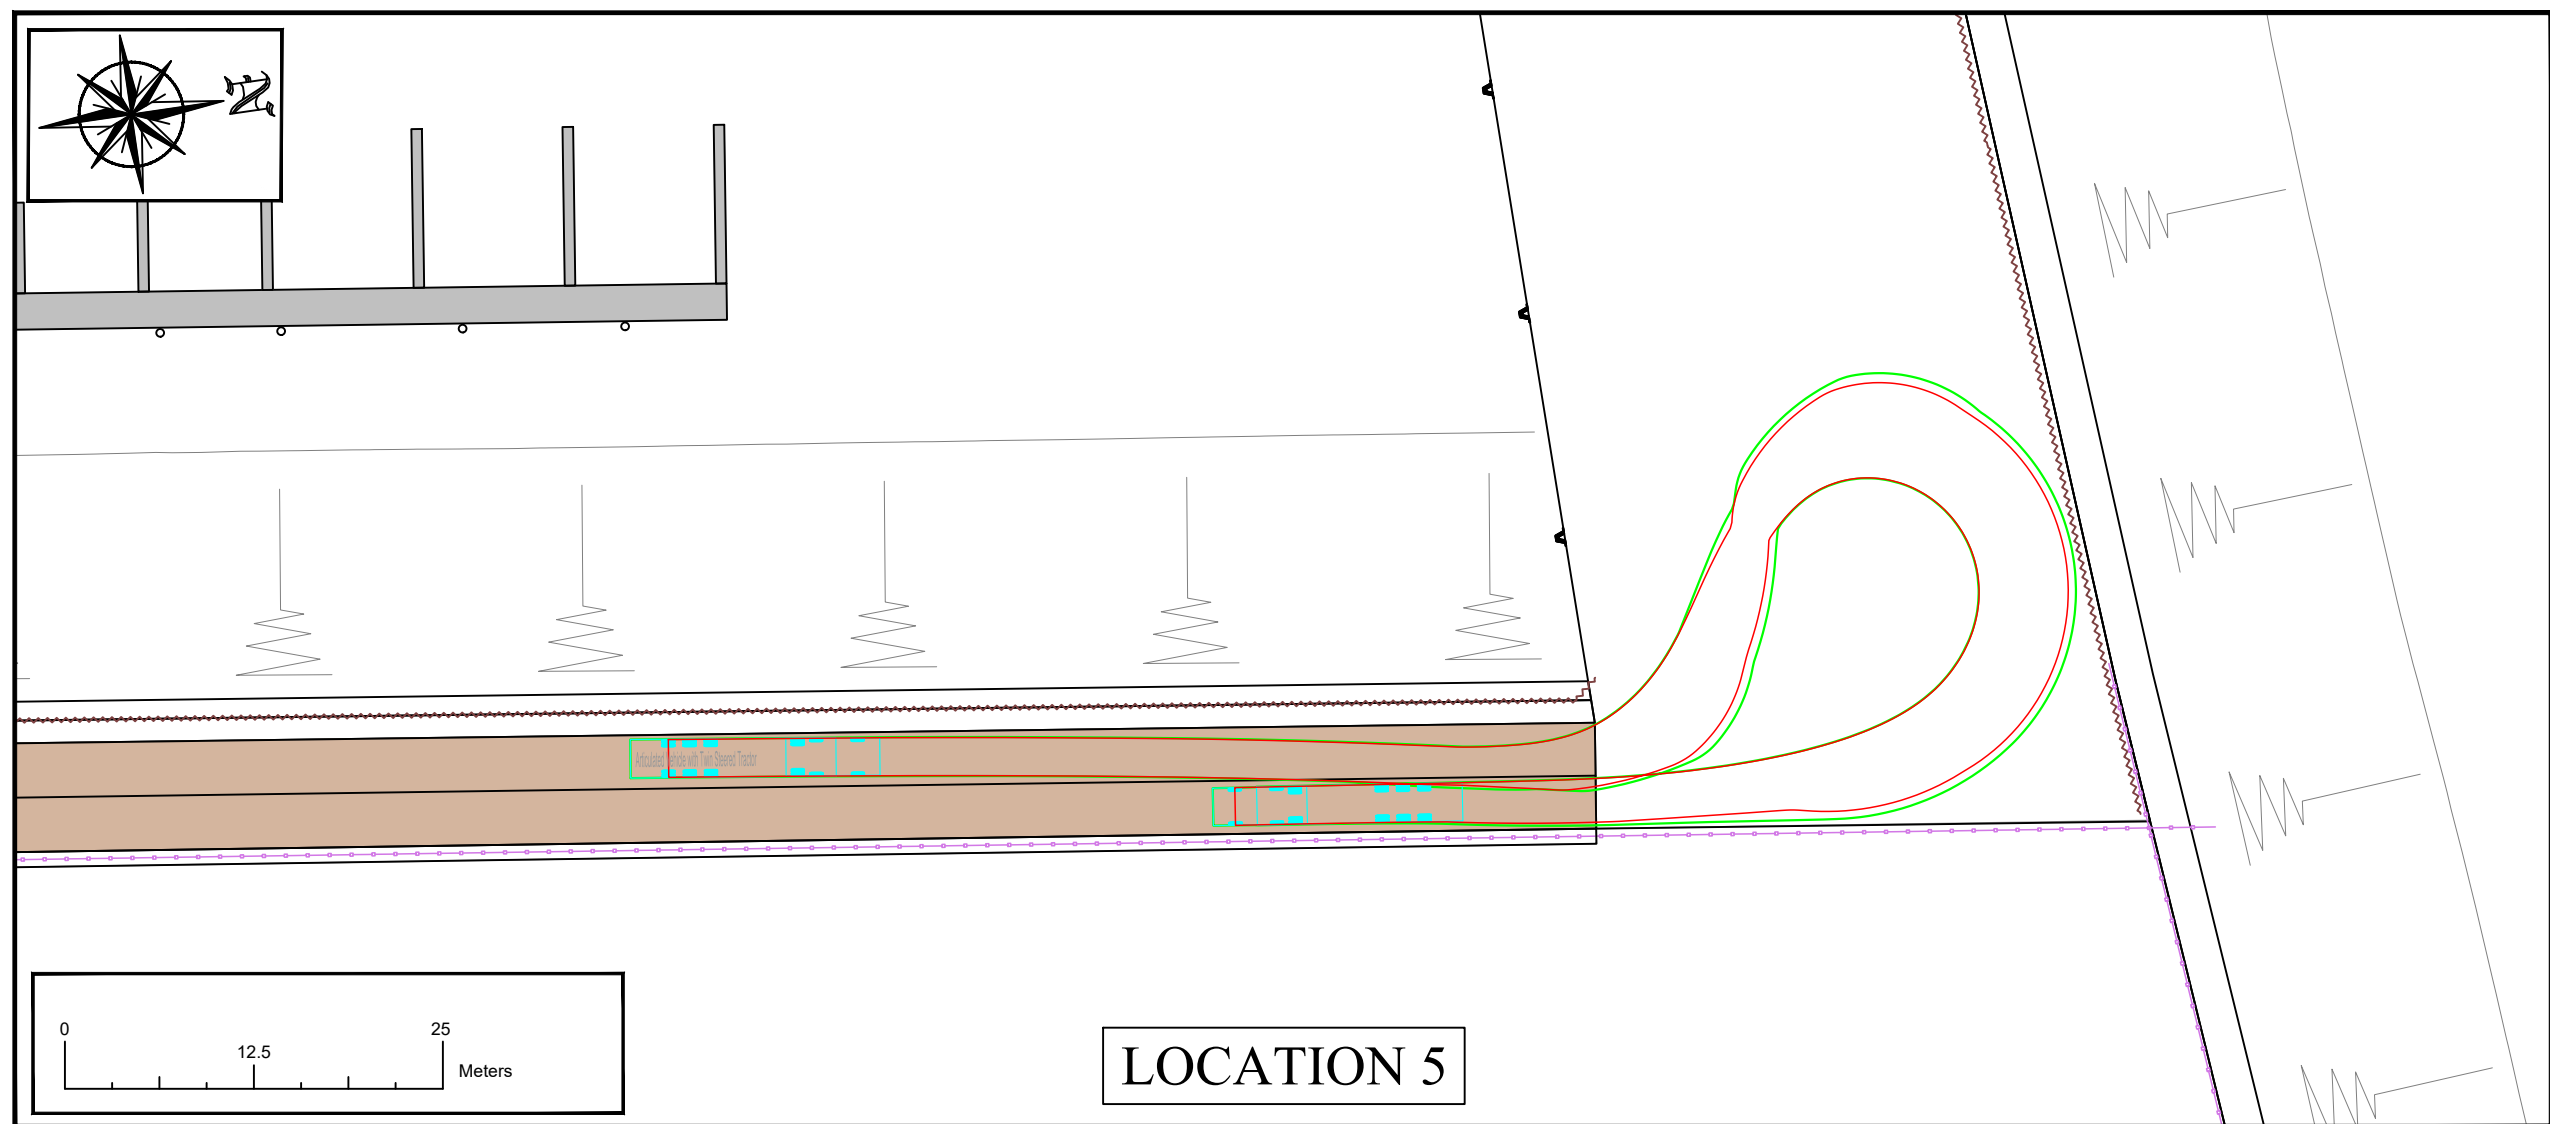 N
Articulated Vehicle with Twin Steered Tractor
0
25
12.5
Meters
LOCATION 5